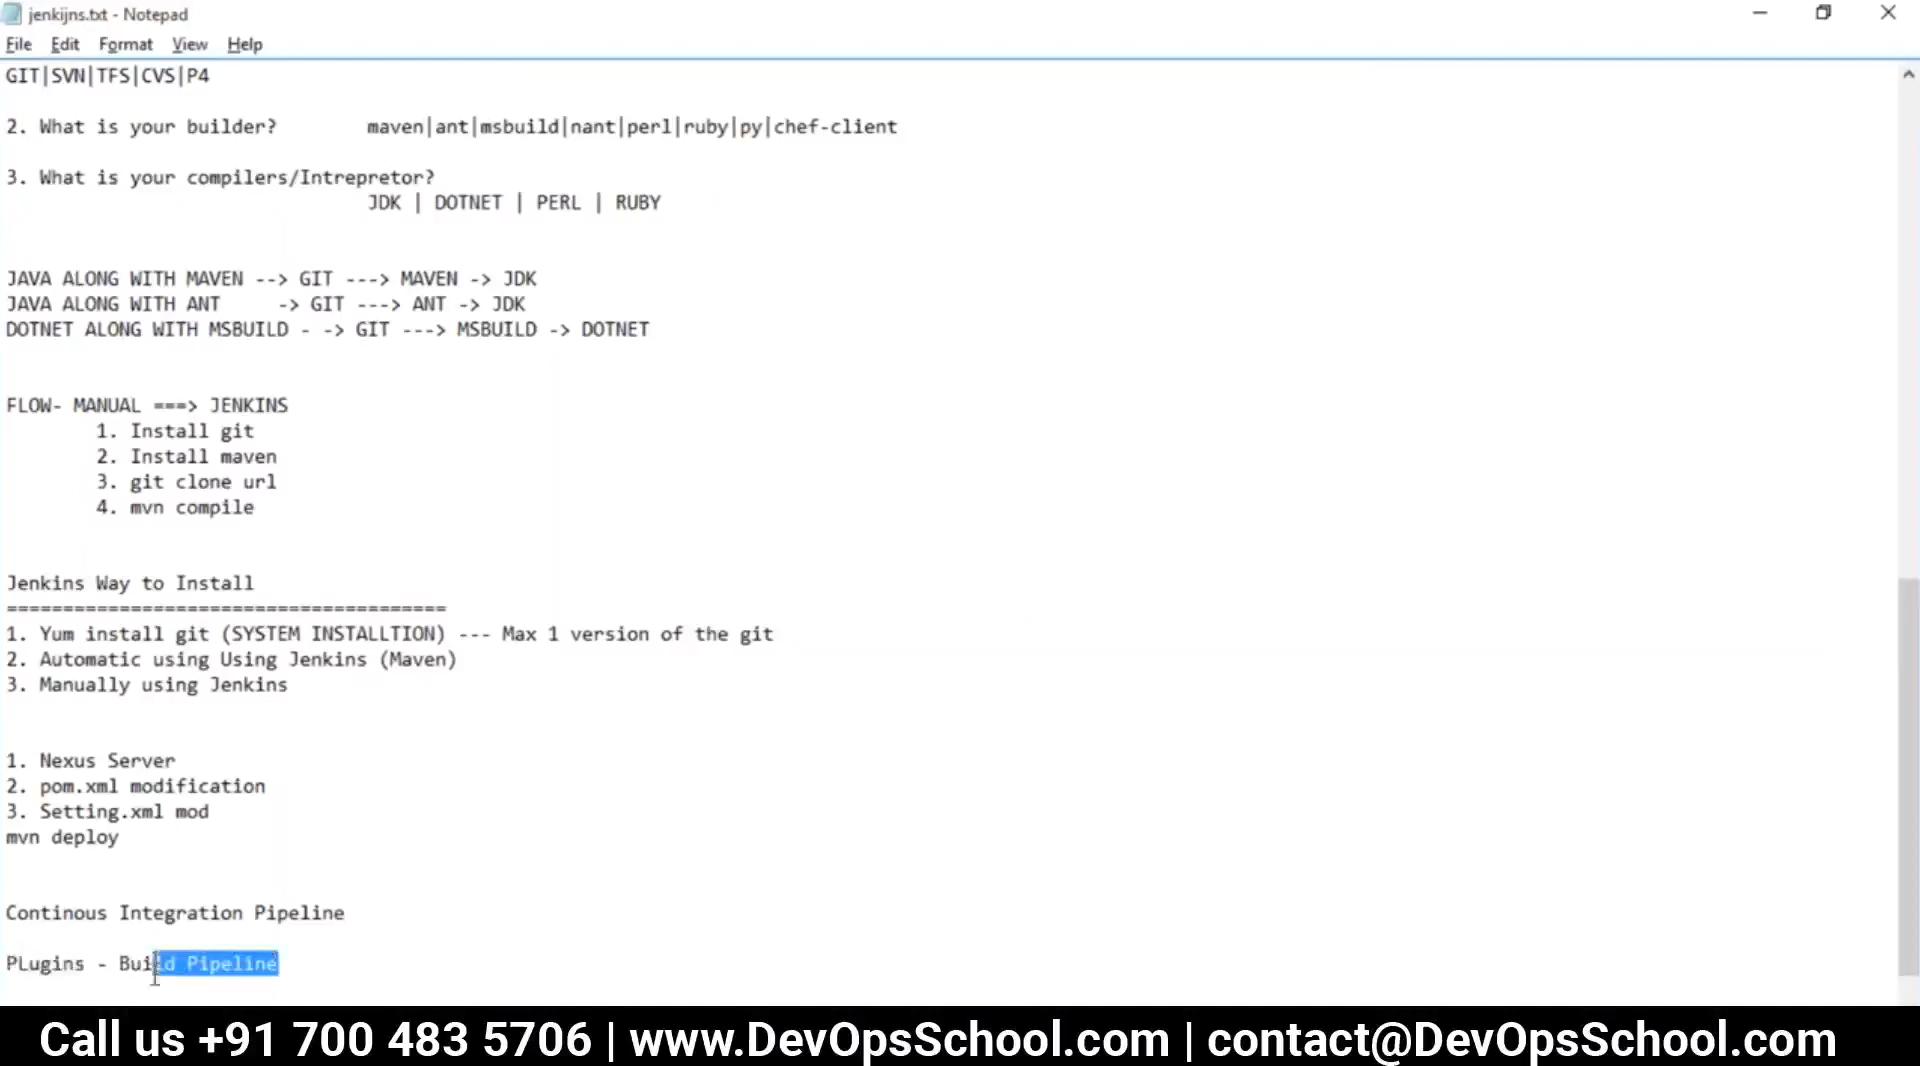 jenkijns.txt - Notepad
File Edit Format View Help
GIT|SVN|TFS|CVS|P4
2. What is your builder? maven|ant|msbuild|nant|perl|ruby|py|chef-client
3. What is your compilers/Intrepretor?
JDK | DOTNET | PERL | RUBY
JAVA ALONG WITH MAVEN --> GIT ---> MAVEN -> JDK
JAVA ALONG WITH ANT -> GIT ---> ANT -> JDK
DOTNET ALONG WITH MSBUILD - -> GIT ---> MSBUILD -> DOTNET
FLOW- MANUAL ===> JENKINS
1. Install git
2. Install maven
3. git clone url
4. mvn compile
Jenkins Way to Install
=======================================
1. Yum install git (SYSTEM INSTALLTION) --- Max 1 version of the git
2. Automatic using Using Jenkins (Maven)
3. Manually using Jenkins
1. Nexus Server
2. pom.xml modification
3. Setting.xml mod
mvn deploy
Continous Integration Pipeline
PLugins - Build Pipeline
Call us +91 700 483 5706 | www.DevOpsSchool.com | contact@DevOpsSchool.com